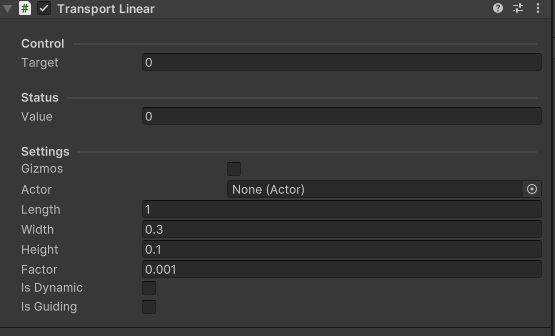 Transport Linear
Control
Target 0
Status
Value 0
Settings
Gizmos
Actor None (Actor)
Length 1
Width 0.3
Height 0.1
Factor 0.001
Is Dynamic
Is Guiding